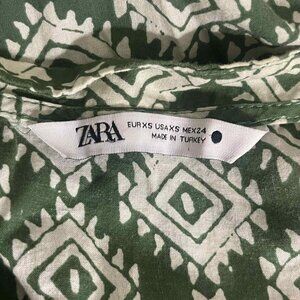 ZARA
EUR XS USA XS MEX 24
MADE IN TURKEY